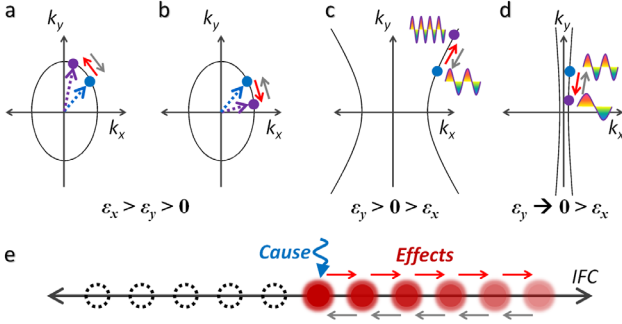 a b c d
k_y k_y k_y k_y
k_x k_x k_x k_x
ε_x > ε_y > 0 ε_y > 0 > ε_x ε_y → 0 > ε_x
e
Cause Effects IFC